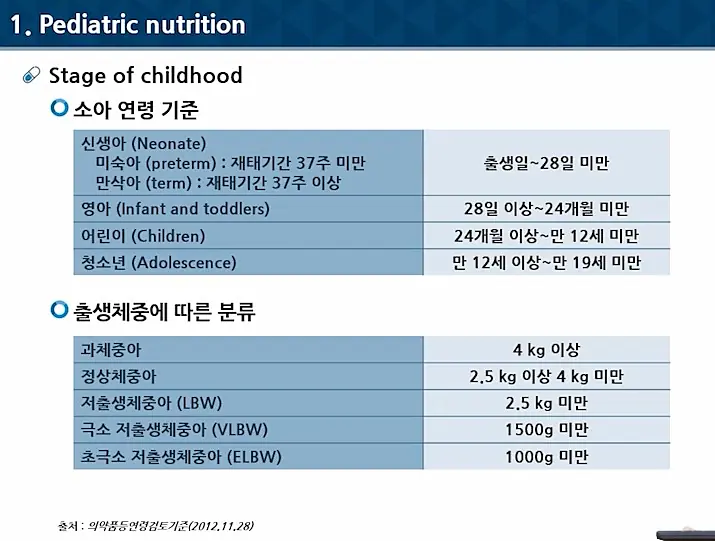 1. Pediatric nutrition
Stage of childhood
소아 연령 기준
신생아 (Neonate)
미숙아 (preterm) : 재태기간 37주 미만
만삭아 (term) : 재태기간 37주 이상
출생일~28일 미만
영아 (Infant and toddlers) 28일 이상~24개월 미만
어린이 (Children) 24개월 이상~만 12세 미만
청소년 (Adolescence) 만 12세 이상~만 19세 미만
출생체중에 따른 분류
과체중아 4 kg 이상
정상체중아 2.5 kg 이상 4 kg 미만
저출생체중아 (LBW) 2.5 kg 미만
극소 저출생체중아 (VLBW) 1500g 미만
초극소 저출생체중아 (ELBW) 1000g 미만
출처 : 의약품등연령검토기준(2012.11.28)